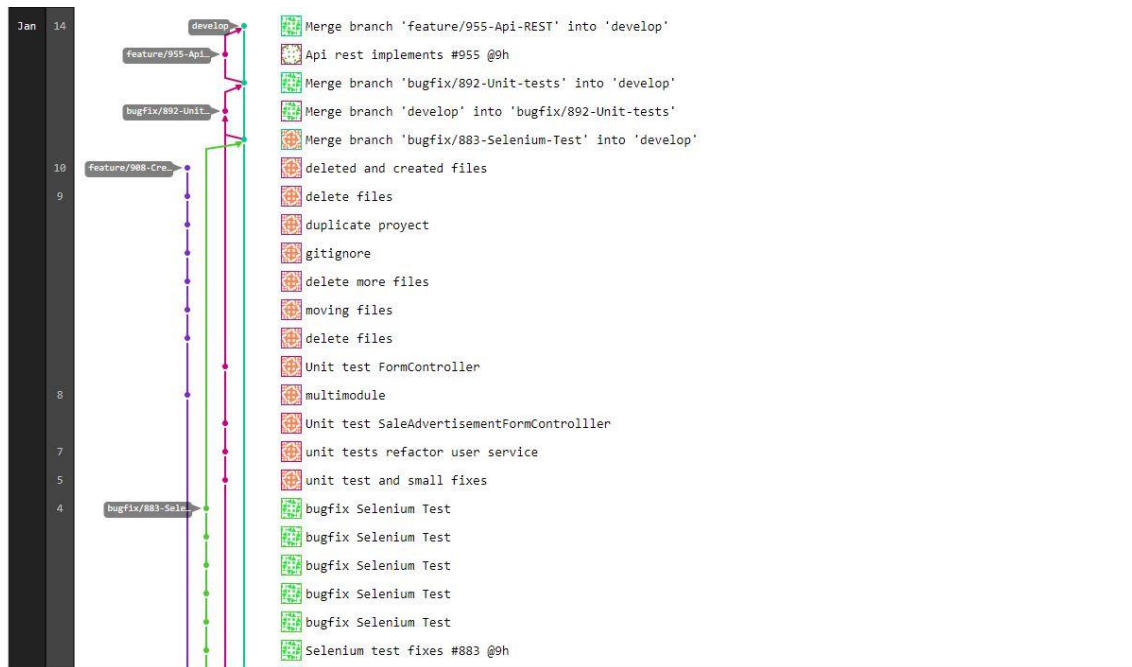 Jan 14 develop Merge branch 'feature/955-Api-REST' into 'develop'
feature/955-Api… Api rest implements #955 @9h
Merge branch 'bugfix/892-Unit-tests' into 'develop'
bugfix/892-Unit… Merge branch 'develop' into 'bugfix/892-Unit-tests'
Merge branch 'bugfix/883-Selenium-Test' into 'develop'
10 feature/908-Cre… deleted and created files
9 delete files
duplicate proyect
gitignore
delete more files
moving files
delete files
Unit test FormController
8 multimodule
Unit test SaleAdvertisementFormControlller
7 unit tests refactor user service
5 unit test and small fixes
4 bugfix/883-Sele… bugfix Selenium Test
bugfix Selenium Test
bugfix Selenium Test
bugfix Selenium Test
bugfix Selenium Test
Selenium test fixes #883 @9h